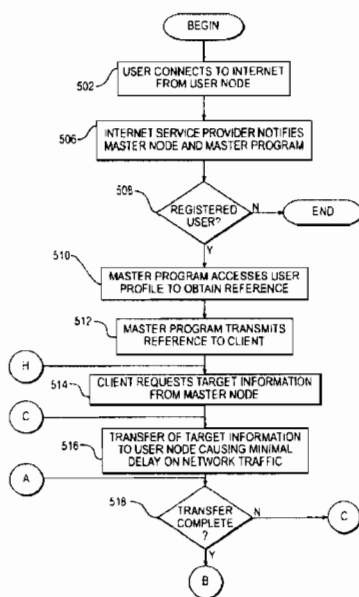 BEGIN
502
USER CONNECTS TO INTERNET
FROM USER NODE
506
INTERNET SERVICE PROVIDER NOTIFIES
MASTER NODE AND MASTER PROGRAM
508
REGISTERED
USER?
N
END
Y
510
MASTER PROGRAM ACCESSES USER
PROFILE TO OBTAIN REFERENCE
512
MASTER PROGRAM TRANSMITS
REFERENCE TO CLIENT
H
514
CLIENT REQUESTS TARGET INFORMATION
FROM MASTER NODE
C
516
TRANSFER OF TARGET INFORMATION
TO USER NODE CAUSING MINIMAL
DELAY ON NETWORK TRAFFIC
A
518
TRANSFER
COMPLETE
?
N
C
Y
B